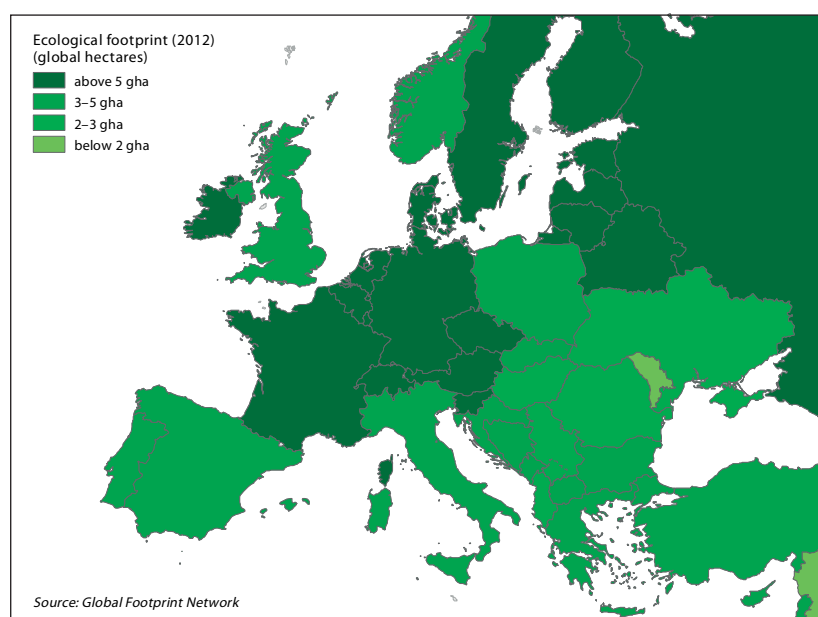 Ecological footprint (2012)
(global hectares)
above 5 gha
3–5 gha
2–3 gha
below 2 gha
Source: Global Footprint Network